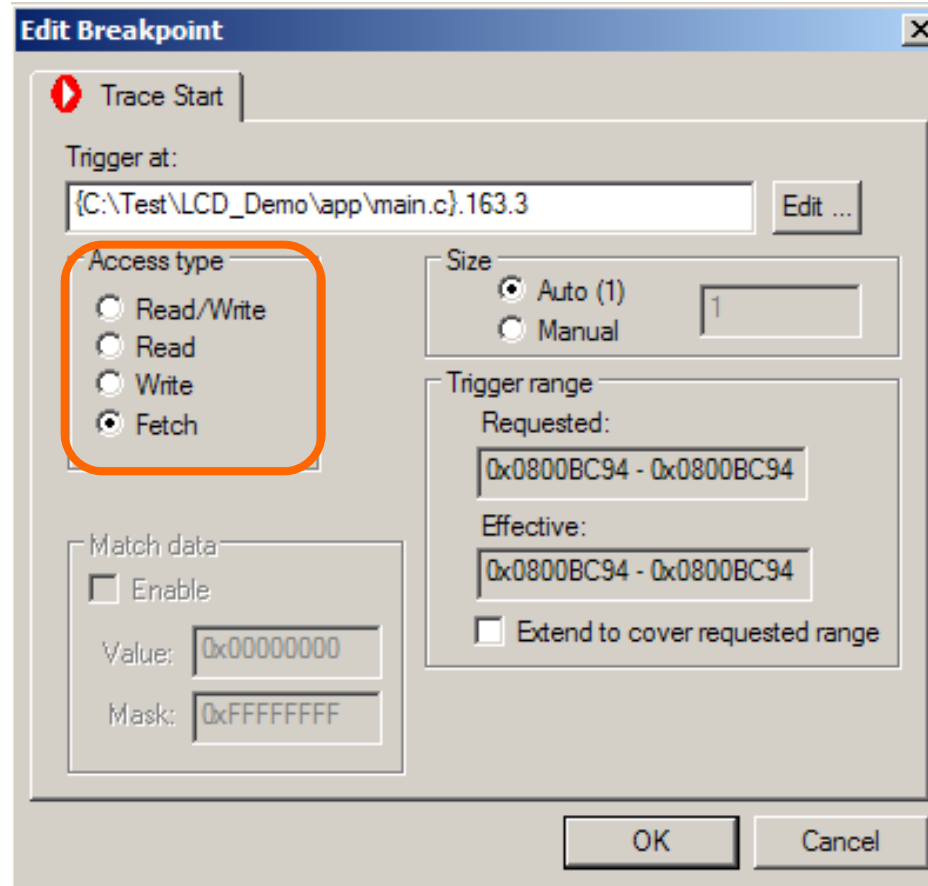 Edit Breakpoint
Trace Start
Trigger at:
{C:\Test\LCD_Demo\app\main.c}.163.3
Edit ...
Access type
Read/Write
Read
Write
Fetch
Size
Auto (1)
Manual
1
Trigger range
Requested:
0x0800BC94 - 0x0800BC94
Effective:
0x0800BC94 - 0x0800BC94
Extend to cover requested range
Match data
Enable
Value: 0x00000000
Mask: 0xFFFFFFFF
OK
Cancel